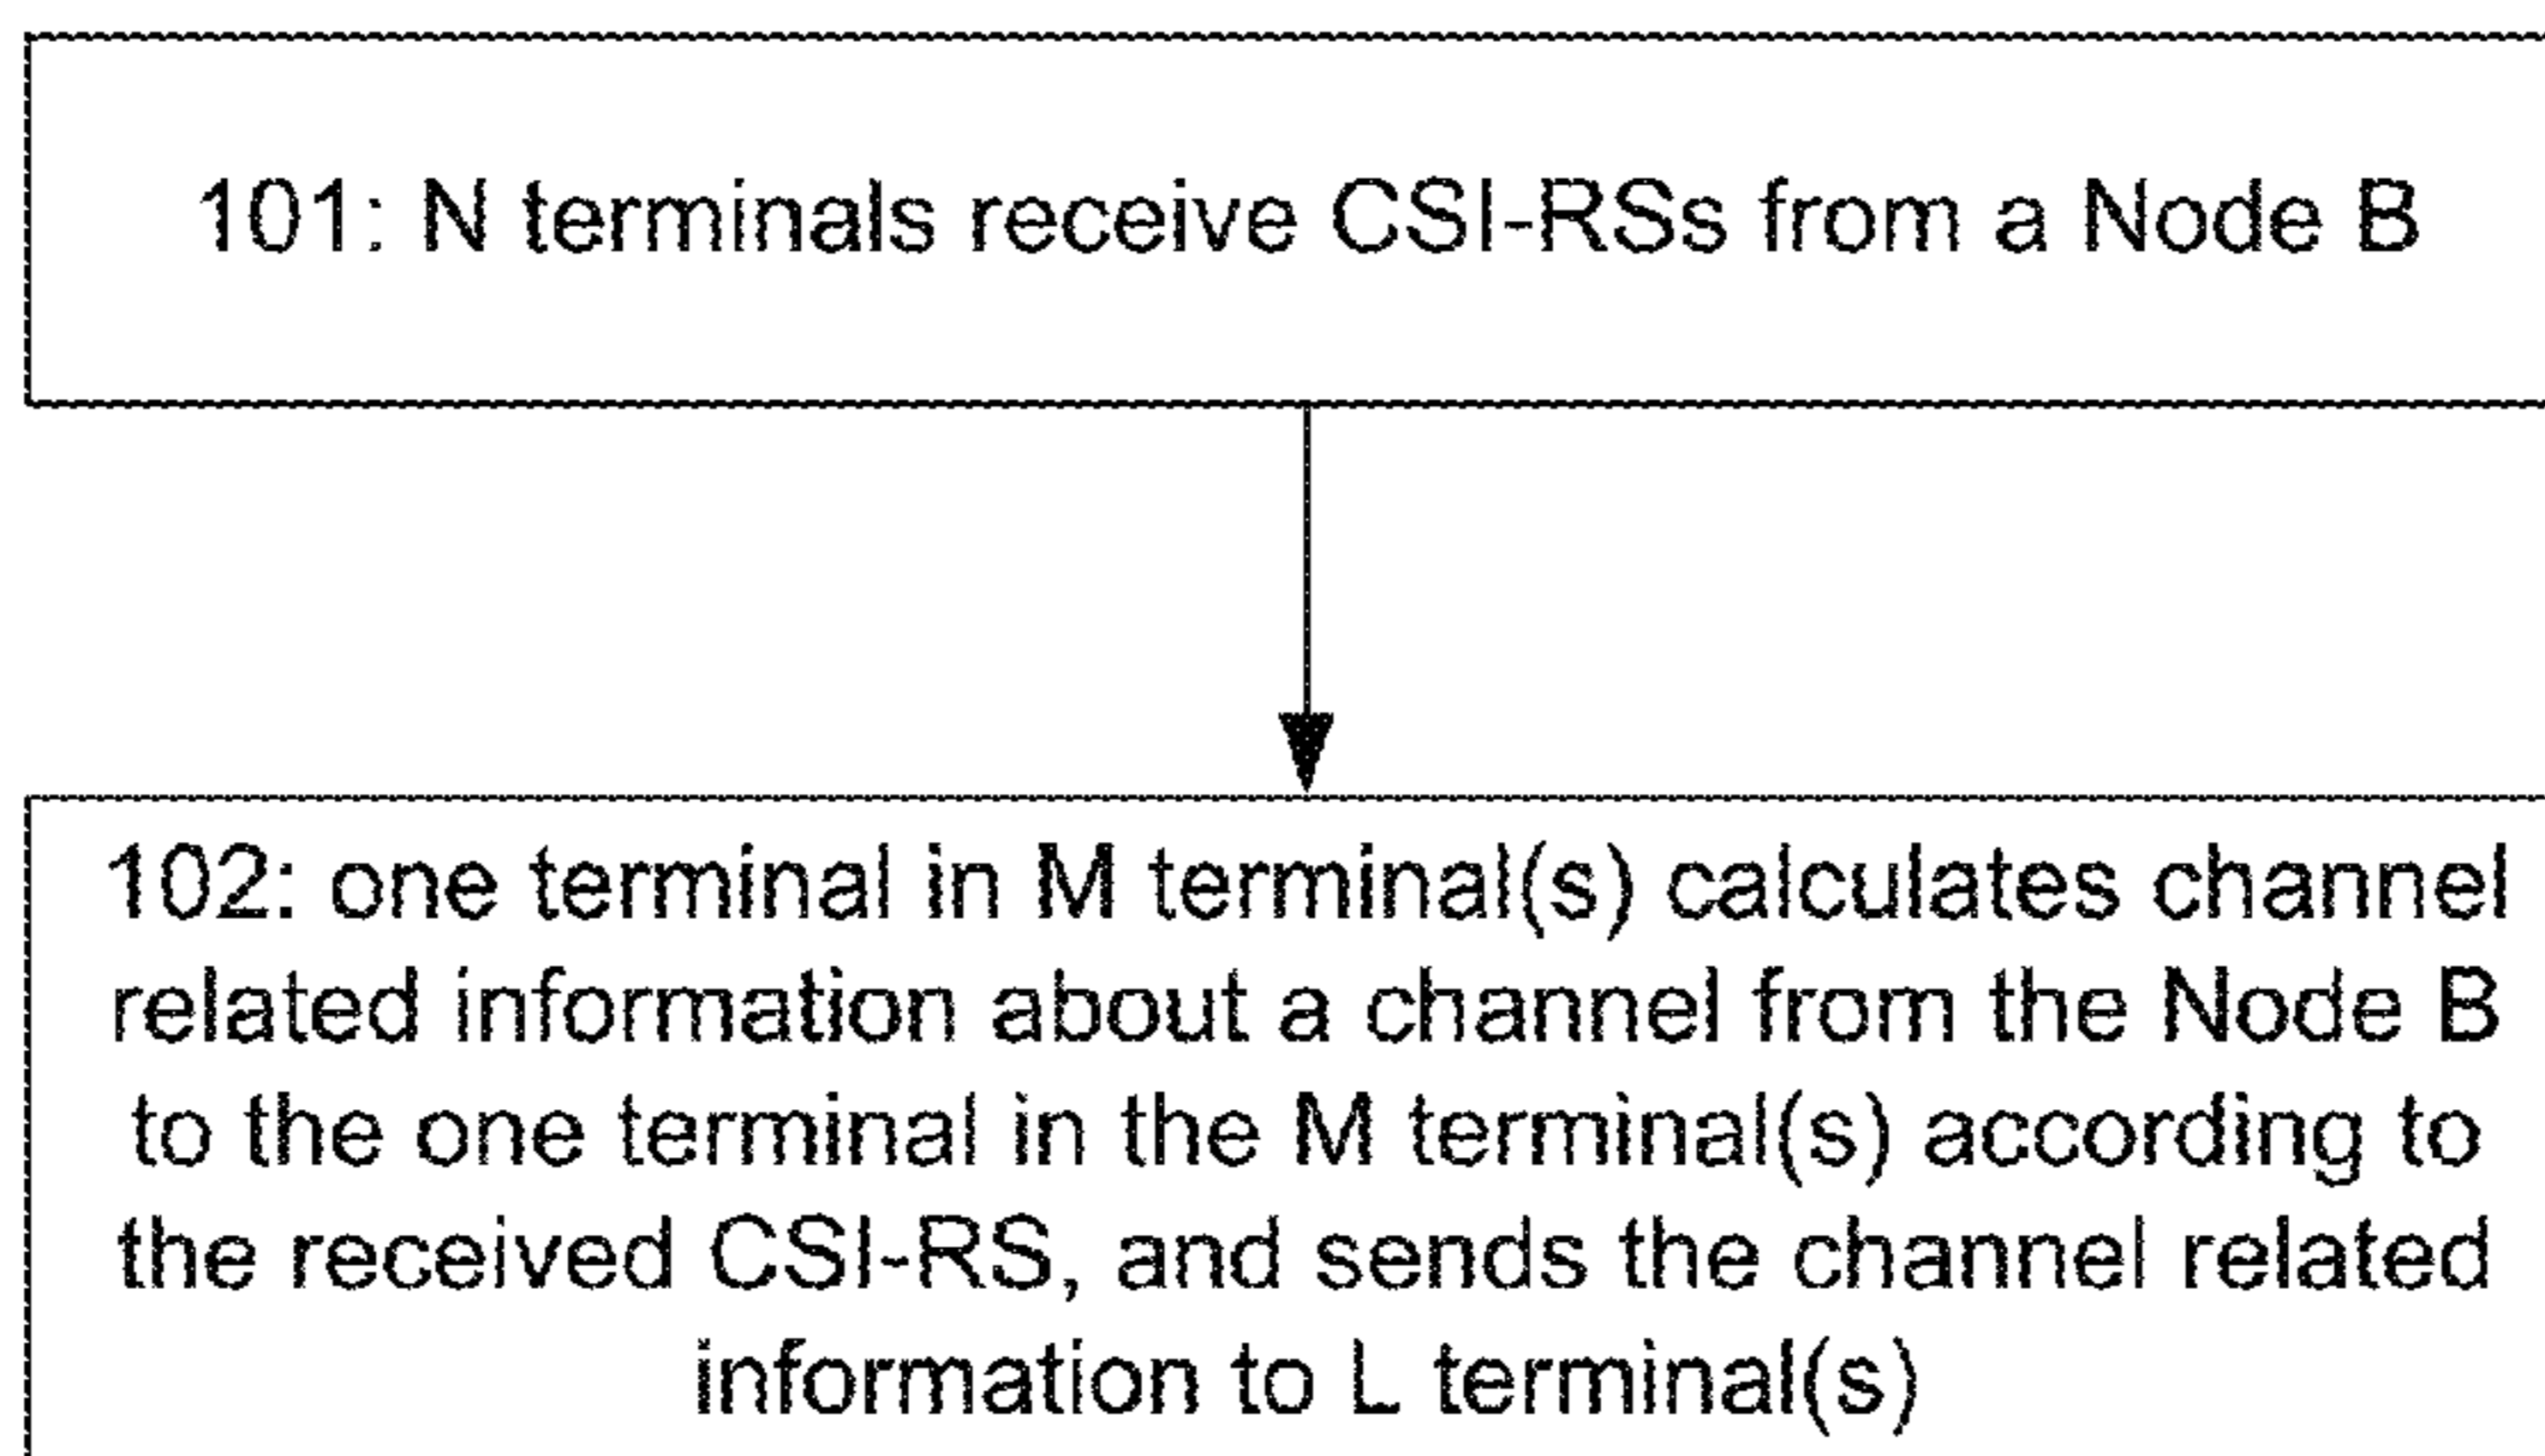 101: N terminals receive CSI-RSs from a Node B
102: one terminal in M terminal(s) calculates channel
related information about a channel from the Node B
to the one terminal in the M terminal(s) according to
the received CSI-RS, and sends the channel related
information to L terminal(s)